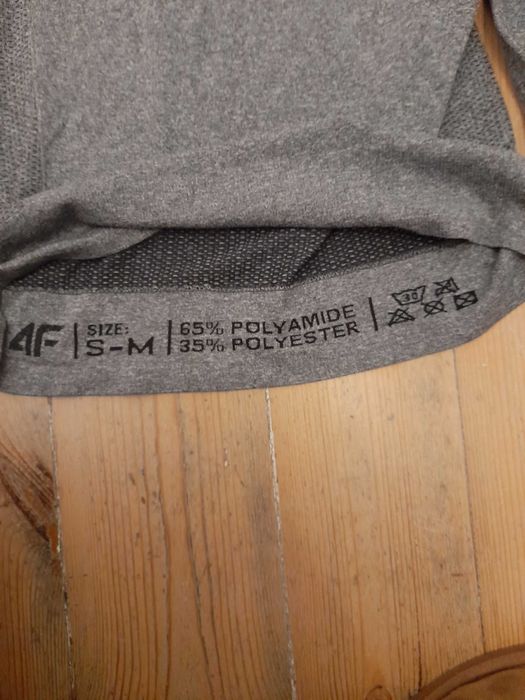 4F
SIZE:
S-M
65% POLYAMIDE
35% POLYESTER
30